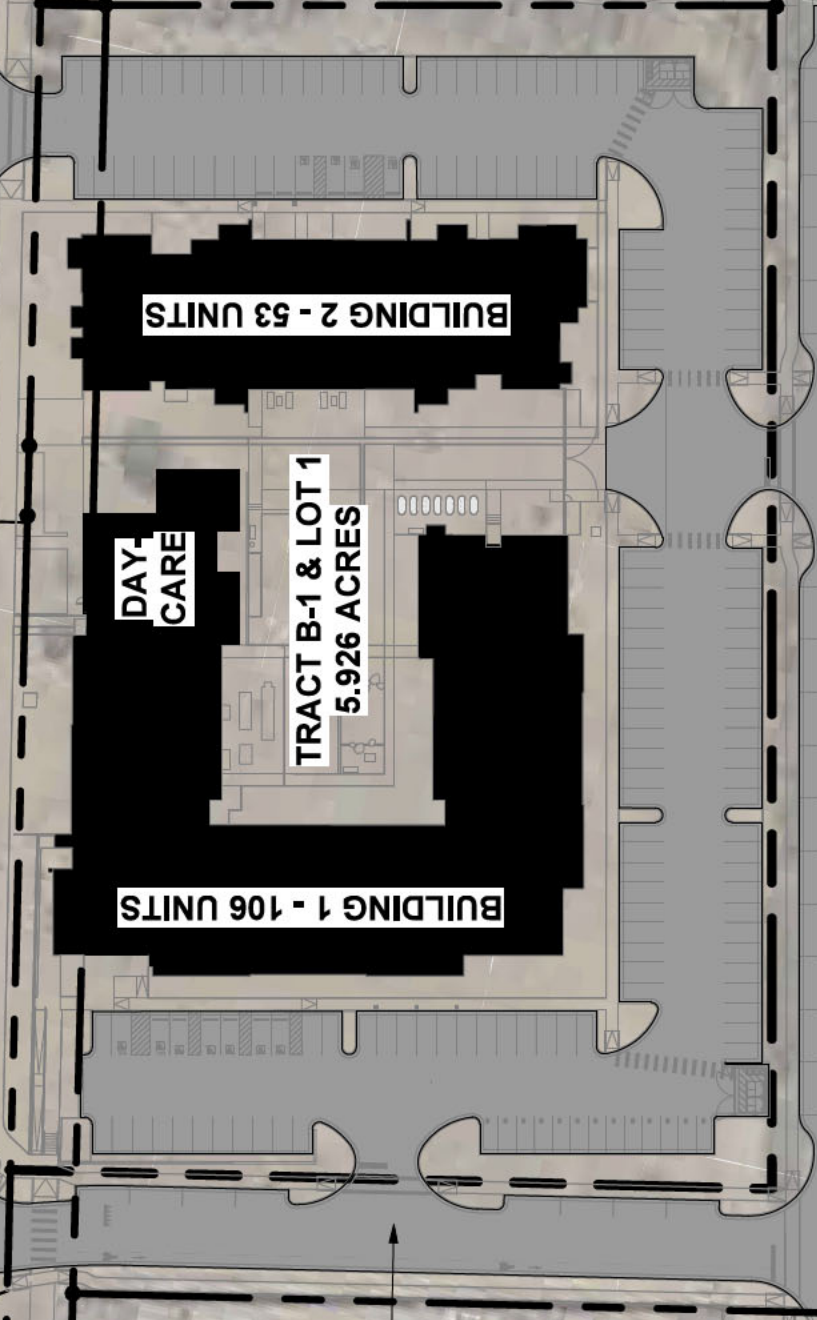 BUILDING 2 - 53 UNITS
DAY-
CARE
TRACT B-1 & LOT 1
5.926 ACRES
BUILDING 1 - 106 UNITS